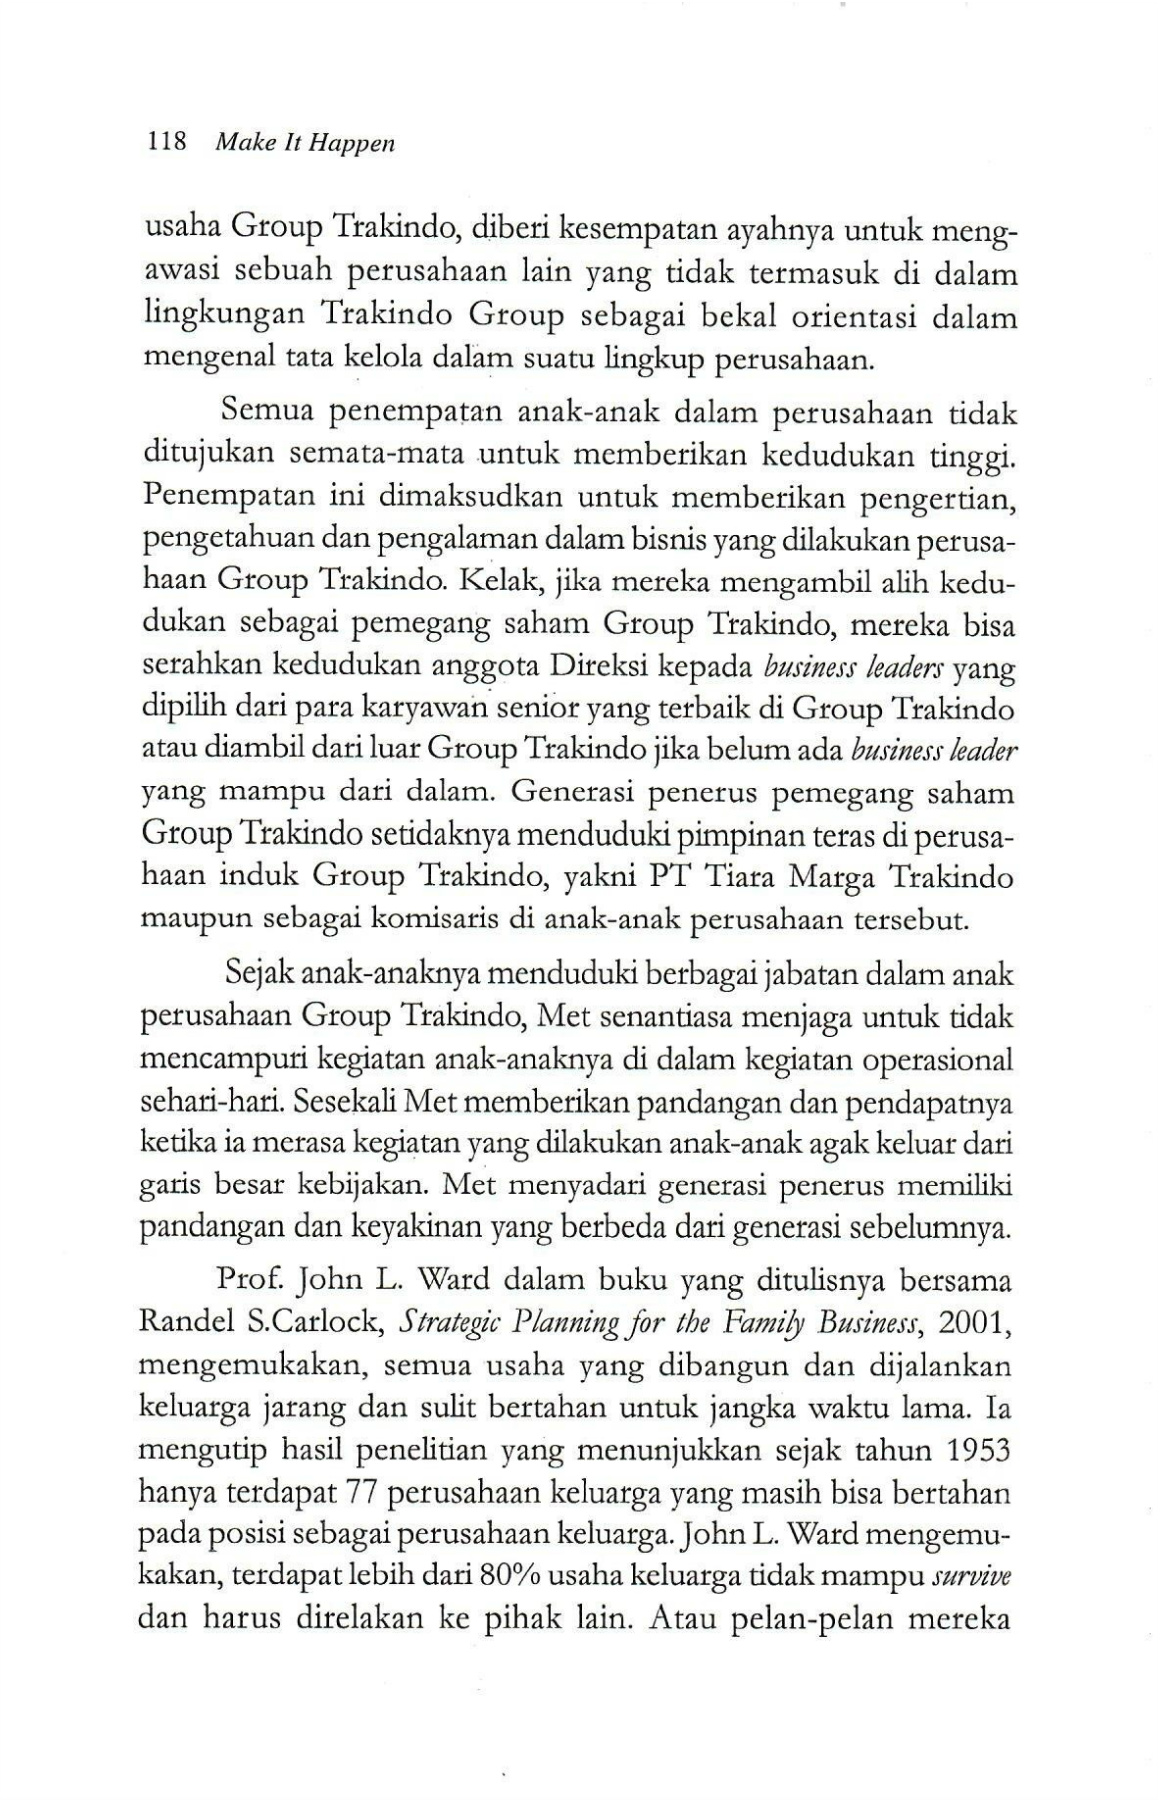 118 Make It Happen
usaha Group Trakindo, diberi kesempatan ayahnya untuk meng-
awasi sebuah perusahaan lain yang tidak termasuk di dalam
lingkungan Trakindo Group sebagai bekal orientasi dalam
mengenal tata kelola dalam suatu lingkup perusahaan.
Semua penempatan anak-anak dalam perusahaan tidak
ditujukan semata-mata untuk memberikan kedudukan tinggi.
Penempatan ini dimaksudkan untuk memberikan pengertian,
pengetahuan dan pengalaman dalam bisnis yang dilakukan perusa-
haan Group Trakindo. Kelak, jika mereka mengambil alih kedu-
dukan sebagai pemegang saham Group Trakindo, mereka bisa
serahkan kedudukan anggota Direksi kepada business leaders yang
dipilih dari para karyawan senior yang terbaik di Group Trakindo
atau diambil dari luar Group Trakindo jika belum ada business leader
yang mampu dari dalam. Generasi penerus pemegang saham
Group Trakindo setidaknya menduduki pimpinan teras di perusa-
haan induk Group Trakindo, yakni PT Tiara Marga Trakindo
maupun sebagai komisaris di anak-anak perusahaan tersebut.
Sejak anak-anaknya menduduki berbagai jabatan dalam anak
perusahaan Group Trakindo, Met senantiasa menjaga untuk tidak
mencampuri kegiatan anak-anaknya di dalam kegiatan operasional
sehari-hari. Sesekali Met memberikan pandangan dan pendapatnya
ketika ia merasa kegiatan yang dilakukan anak-anak agak keluar dari
garis besar kebijakan. Met menyadari generasi penerus memiliki
pandangan dan keyakinan yang berbeda dari generasi sebelumnya.
Prof. John L. Ward dalam buku yang ditulisnya bersama
Randel S.Carlock, Strategic Planning for the Family Business, 2001,
mengemukakan, semua usaha yang dibangun dan dijalankan
keluarga jarang dan sulit bertahan untuk jangka waktu lama. Ia
mengutip hasil penelitian yang menunjukkan sejak tahun 1953
hanya terdapat 77 perusahaan keluarga yang masih bisa bertahan
pada posisi sebagai perusahaan keluarga. John L. Ward mengemu-
kakan, terdapat lebih dari 80% usaha keluarga tidak mampu survive
dan harus direlakan ke pihak lain. Atau pelan-pelan mereka